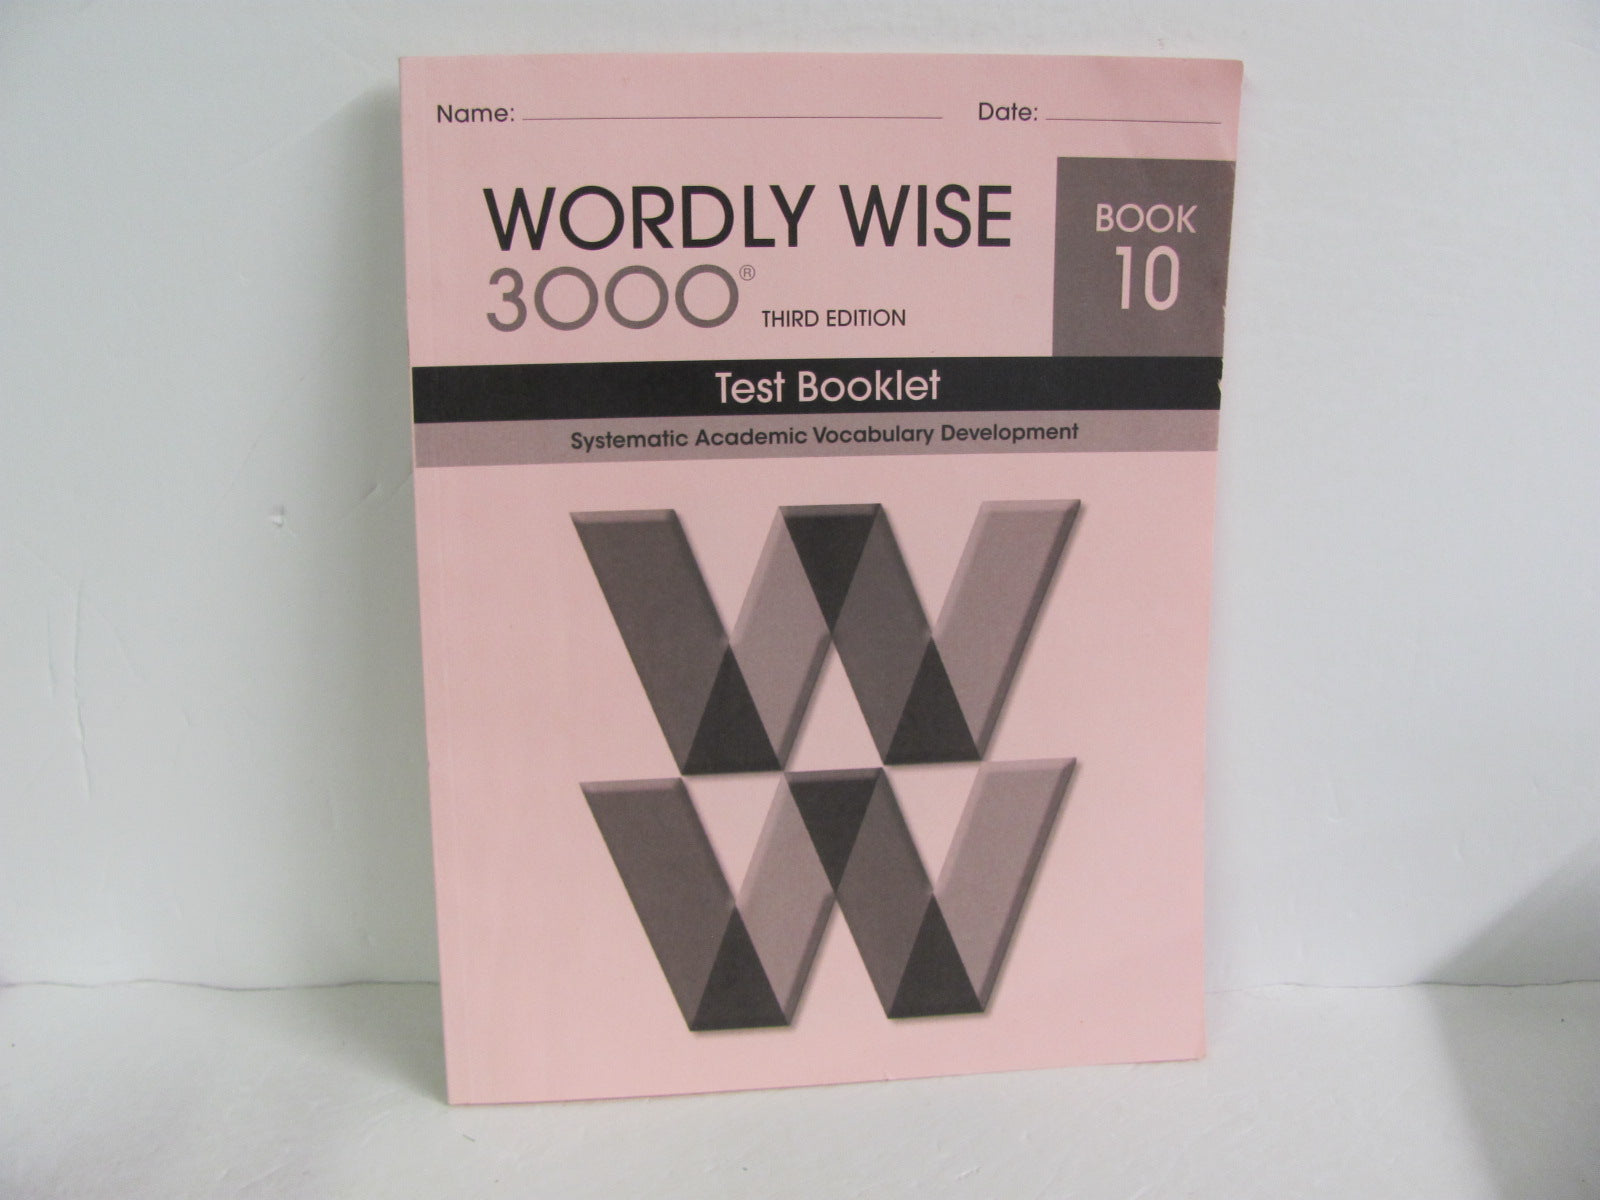 Name: Date:
WORDLY WISE
3000® THIRD EDITION
BOOK
10
Test Booklet
Systematic Academic Vocabulary Development
W
W